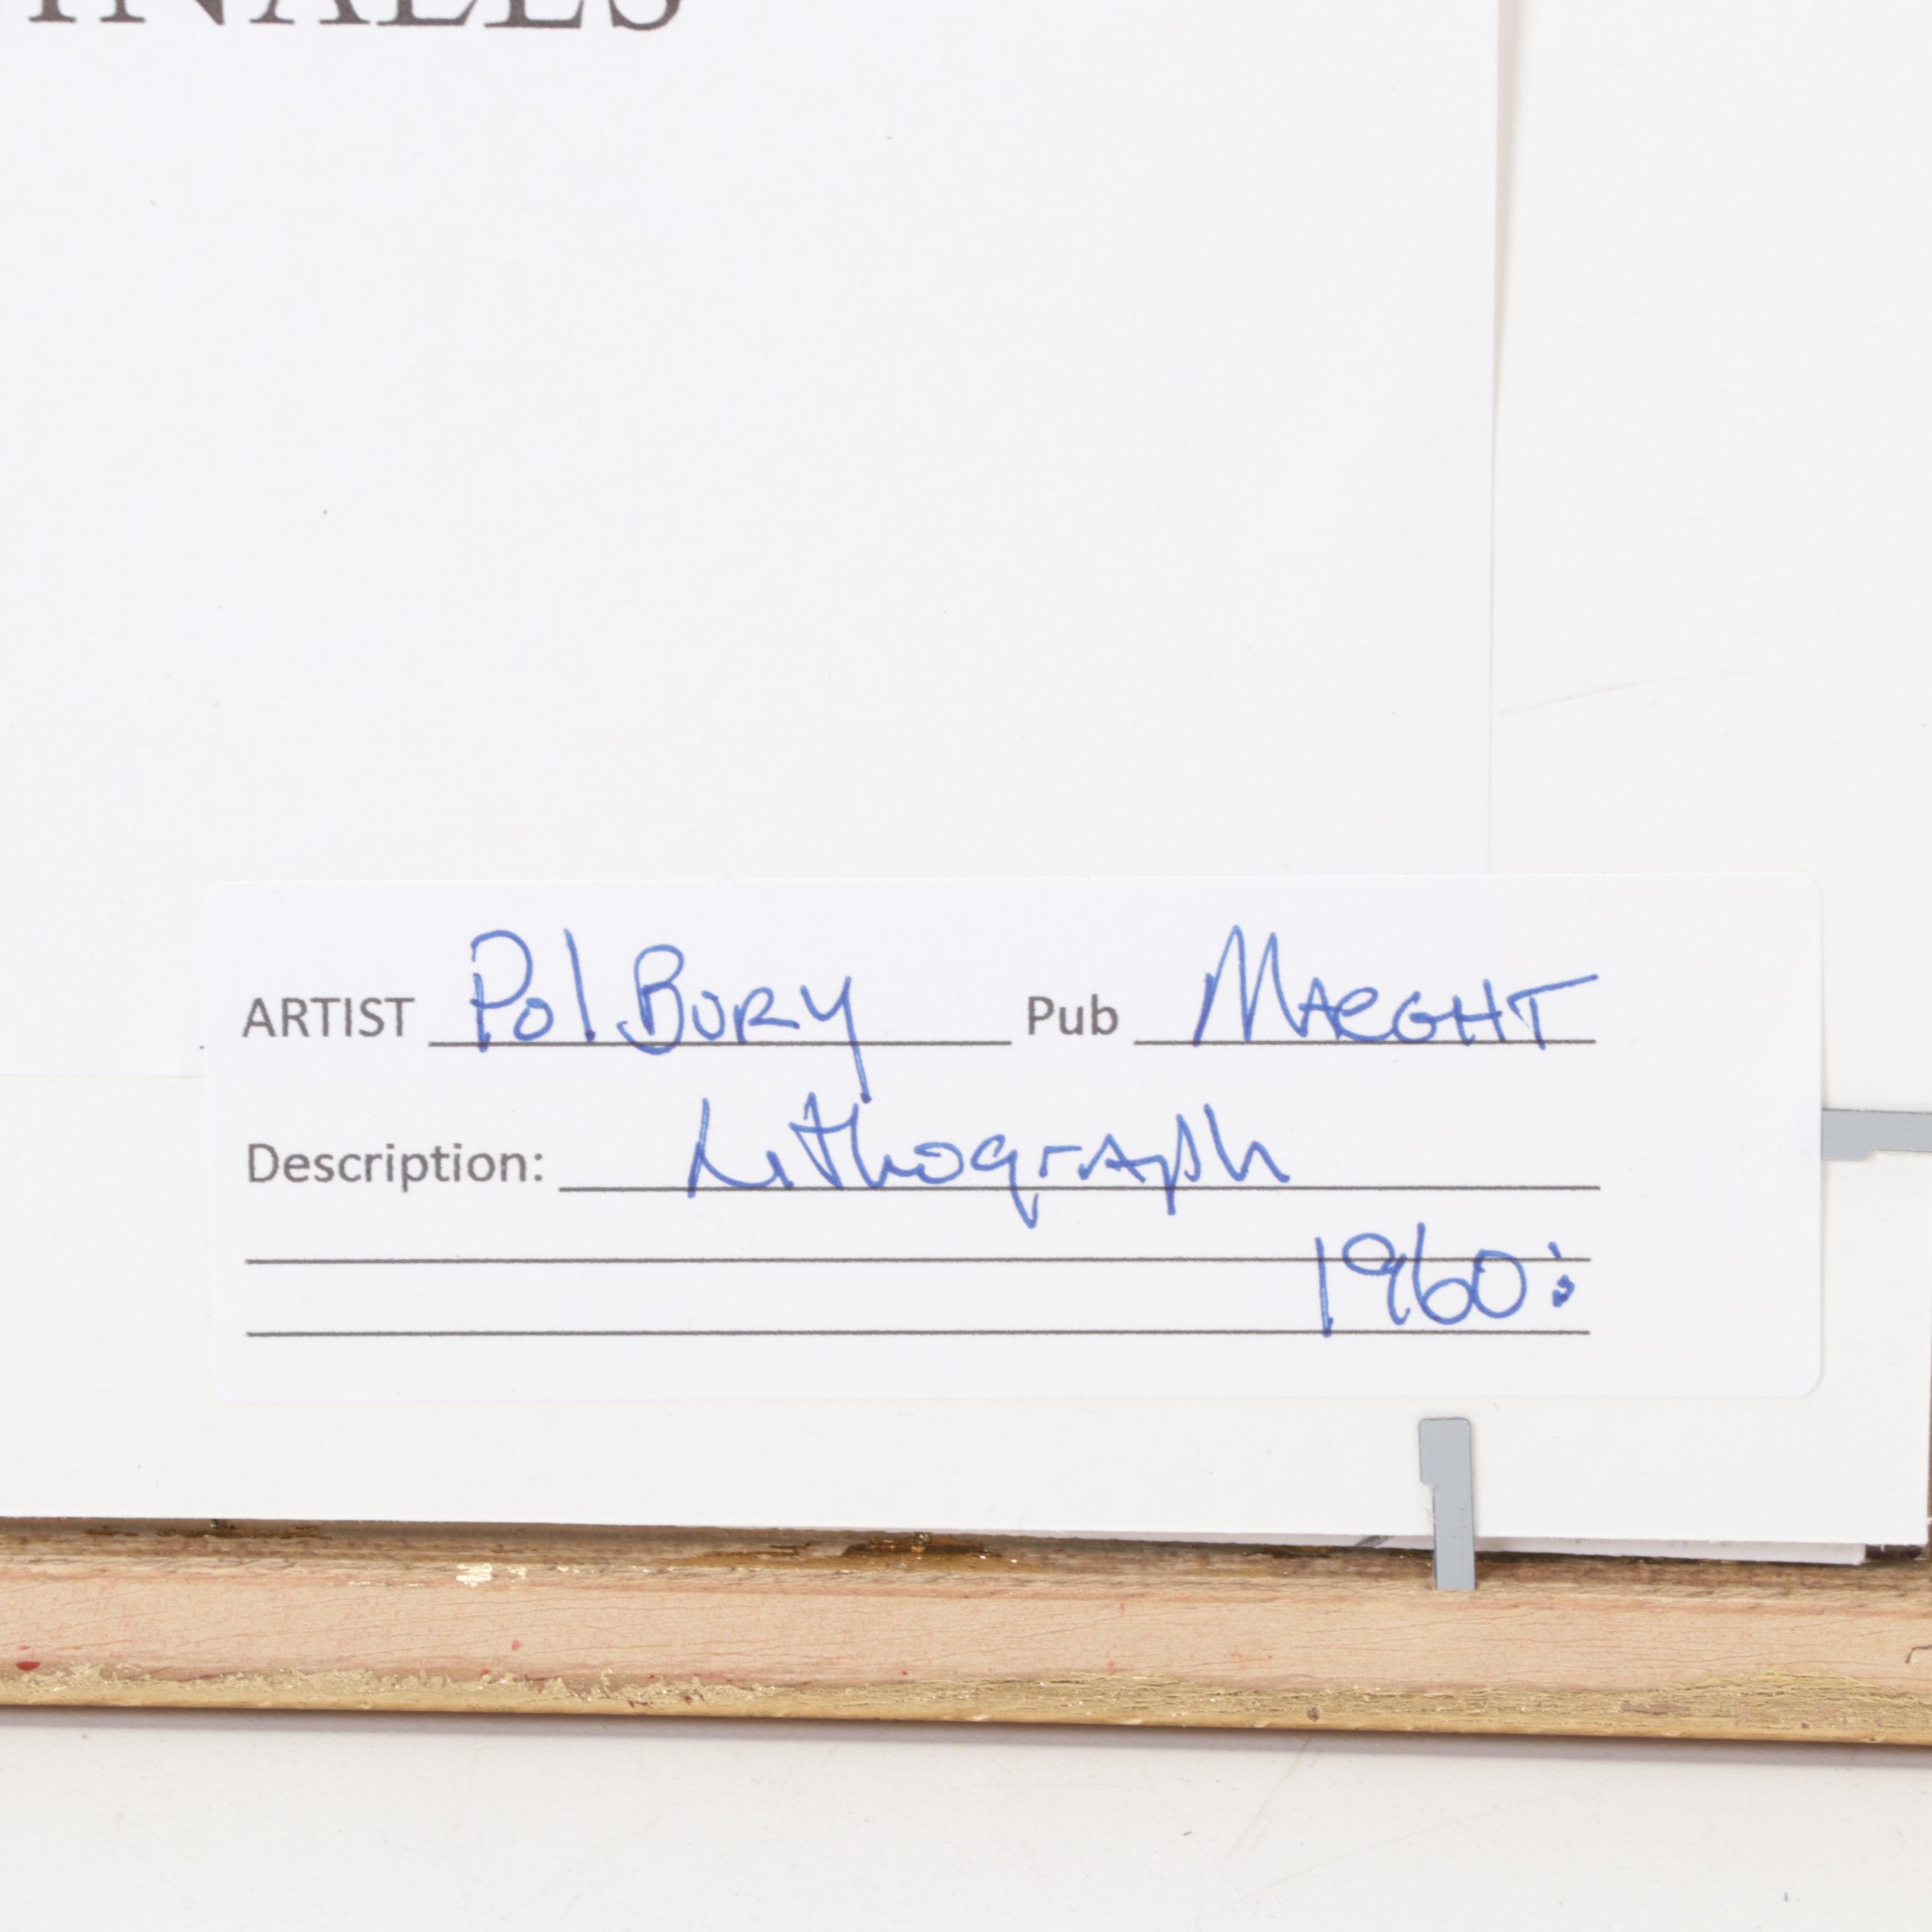 INALES
ARTIST Pol Bury Pub MAEGHT
Description: Lithograph
1960s